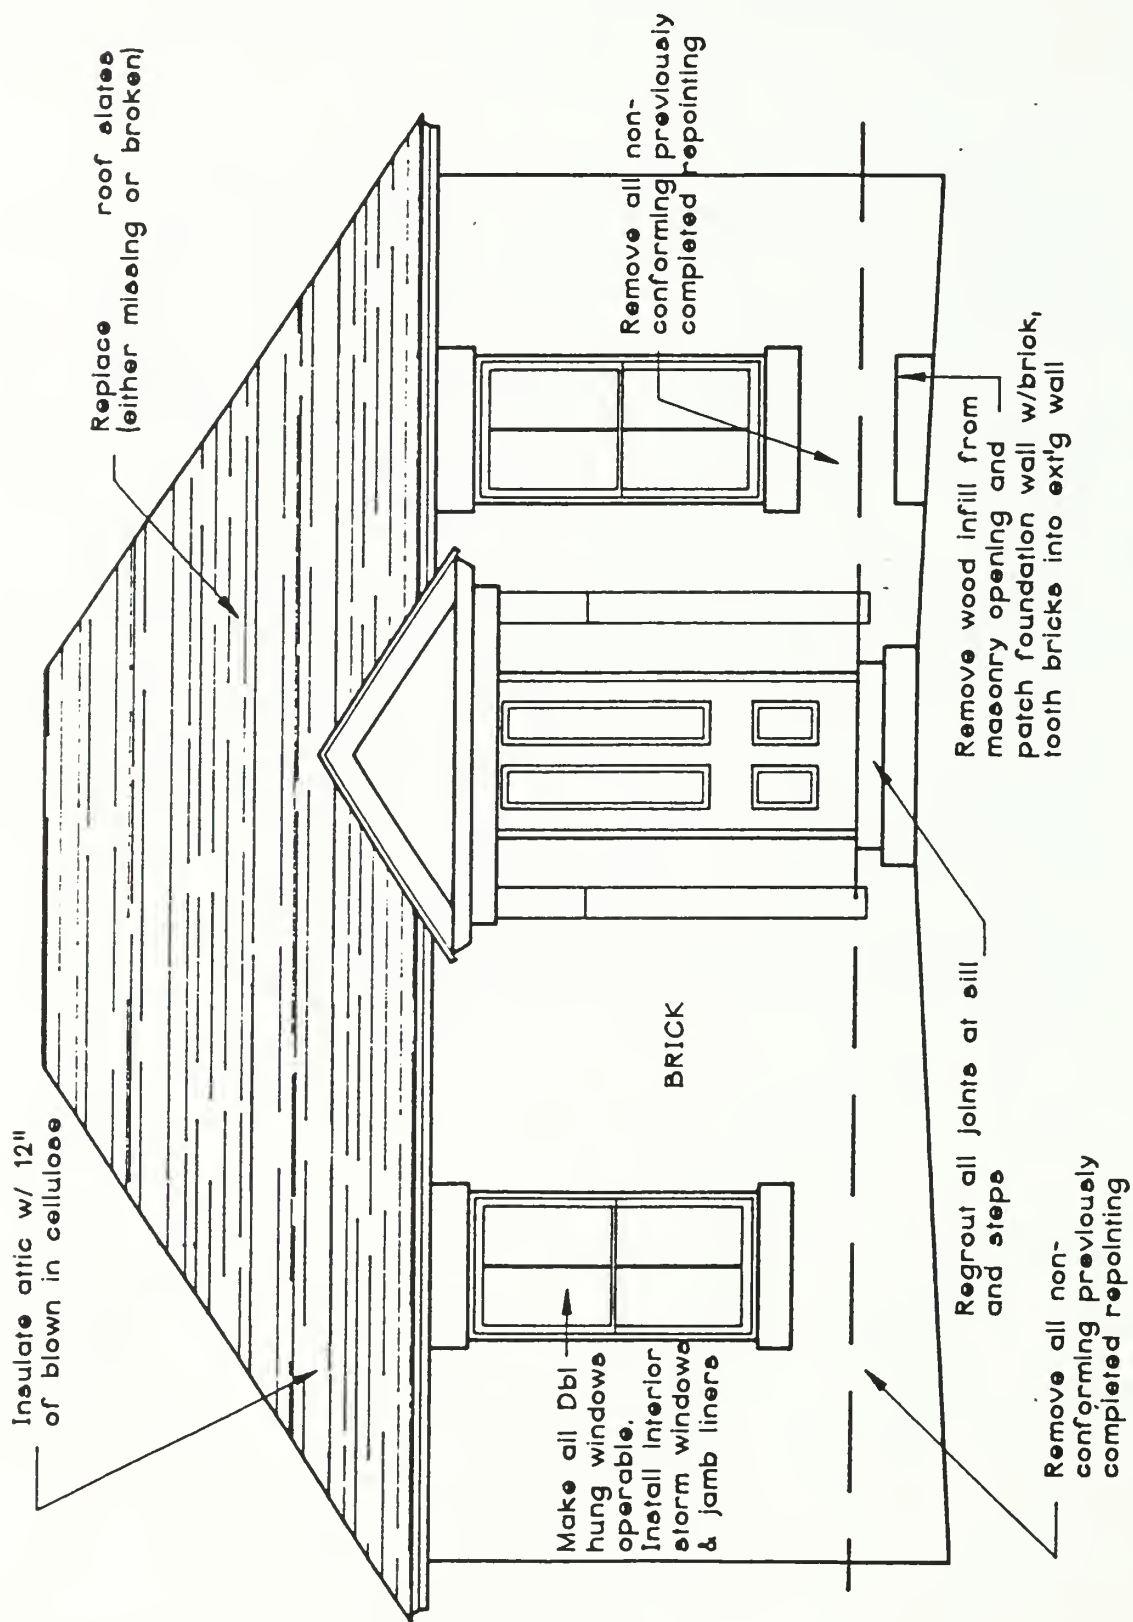 Insulate attic w/ 12"
of blown in cellulose
Replace roof slates
(either missing or broken)
Make all Dbl
hung windows
operable.
Install interior
storm windows
& jamb liners
BRICK
Remove all non-
conforming previously
completed repointing
Remove all non-
conforming previously
completed repointing
Regrout all joints at sill
and steps
Remove wood infill from
masonry opening and
patch foundation wall w/brick,
tooth bricks into ext'g wall